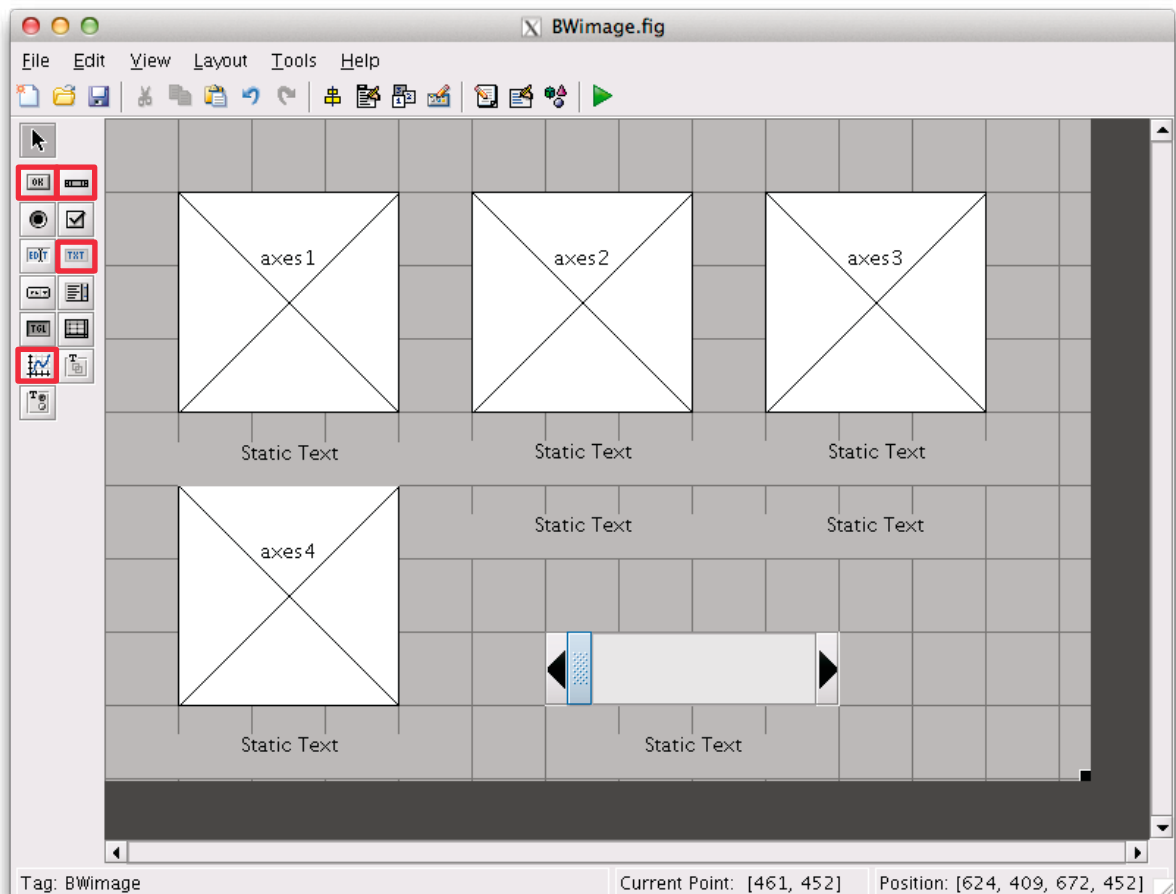 X BWimage.fig
File Edit View Layout Tools Help
OK
EDIT TXT
TGL
axes1 axes2 axes3
Static Text Static Text Static Text
Static Text Static Text
axes4
Static Text Static Text
Tag: BWimage Current Point: [461, 452] Position: [624, 409, 672, 452]